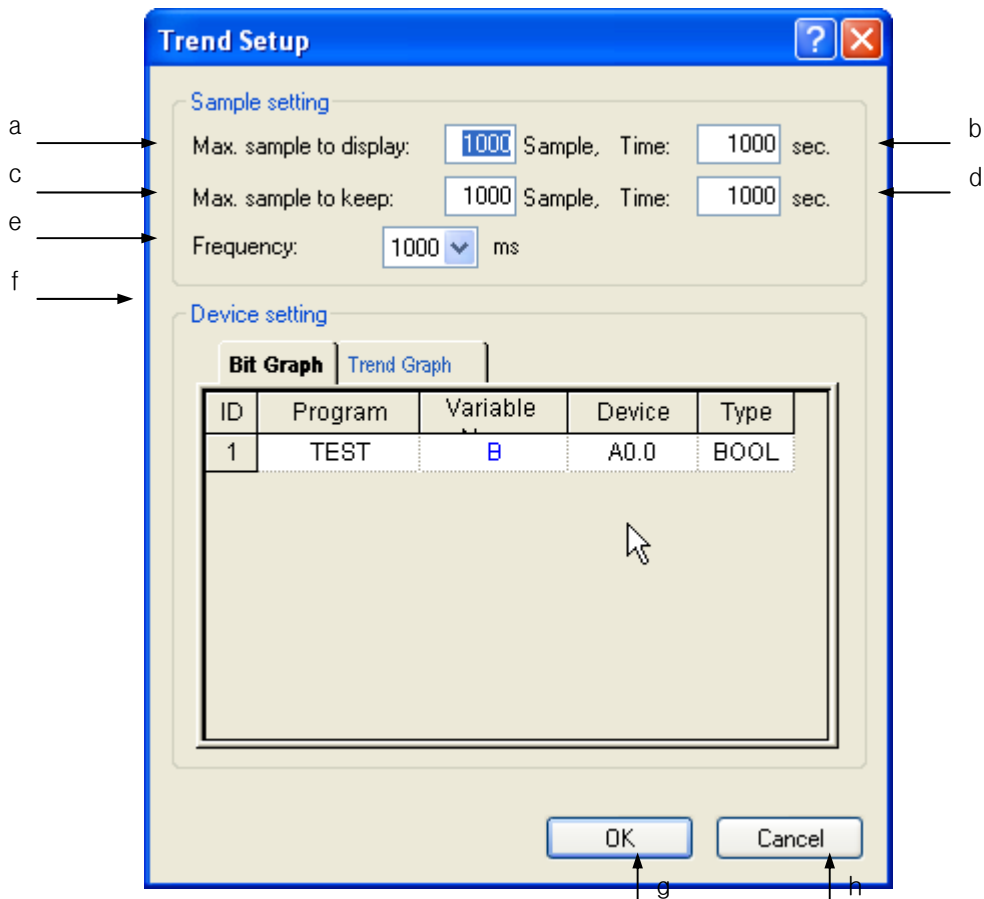 Trend Setup
Sample setting
a
Max. sample to display: 1000 Sample, Time: 1000 sec.
b
c
Max. sample to keep: 1000 Sample, Time: 1000 sec.
d
e
Frequency: 1000 ms
f
Device setting
Bit Graph Trend Graph
ID Program Variable Device Type
1 TEST B A0.0 BOOL
OK Cancel
g h